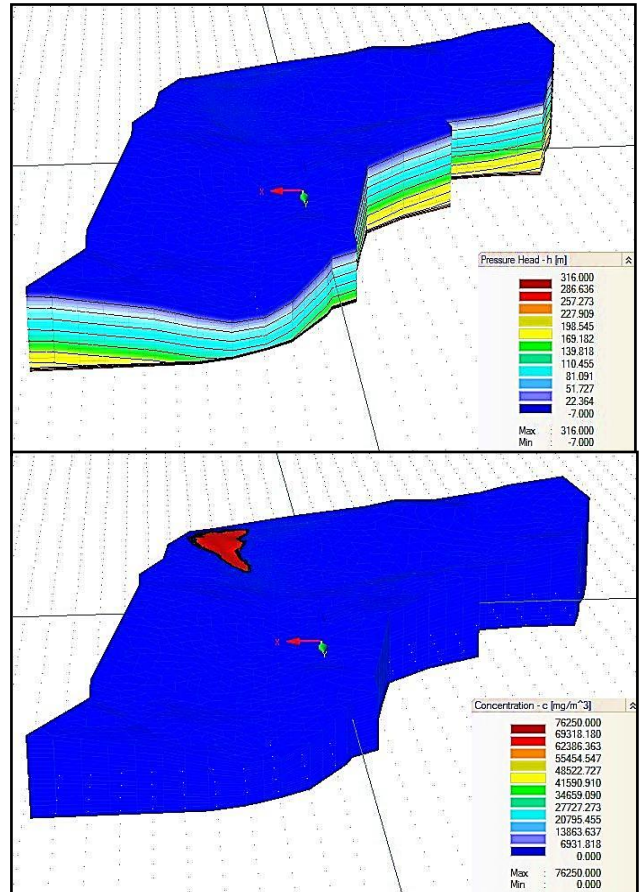 X
Y
Pressure Head - h [m]
316.000
286.636
257.273
227.909
198.545
169.182
139.818
110.455
81.091
51.727
22.364
-7.000
Max : 316.000
Min : -7.000
X
Y
Concentration - c [mg/m^3]
76250.000
69318.180
62386.363
55454.547
48522.727
41590.910
34659.090
27727.273
20795.455
13863.637
6931.818
0.000
Max : 76250.000
Min : 0.000